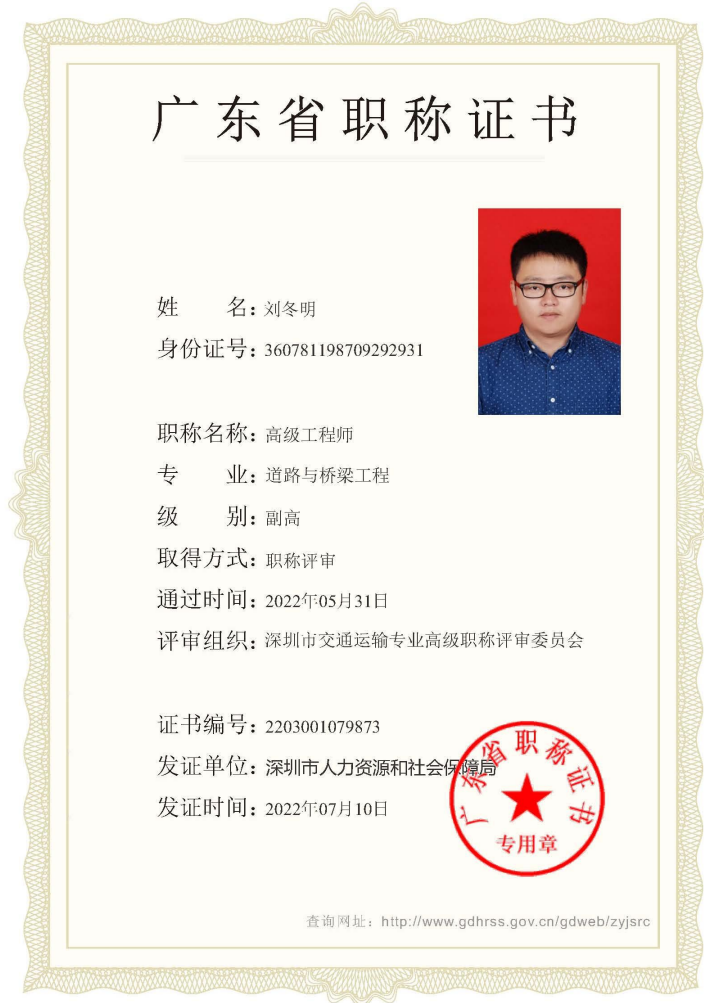 广东省职称证书
姓名：刘冬明
身份证号：360781198709292931
职称名称：高级工程师
专业：道路与桥梁工程
级别：副高
取得方式：职称评审
通过时间：2022年05月31日
评审组织：深圳市交通运输专业高级职称评审委员会
证书编号：2203001079873
发证单位：深圳市人力资源和社会保障局
发证时间：2022年07月10日
广东省职称证书
专用章
查询网址：http://www.gdhrss.gov.cn/gdweb/zyjsrc